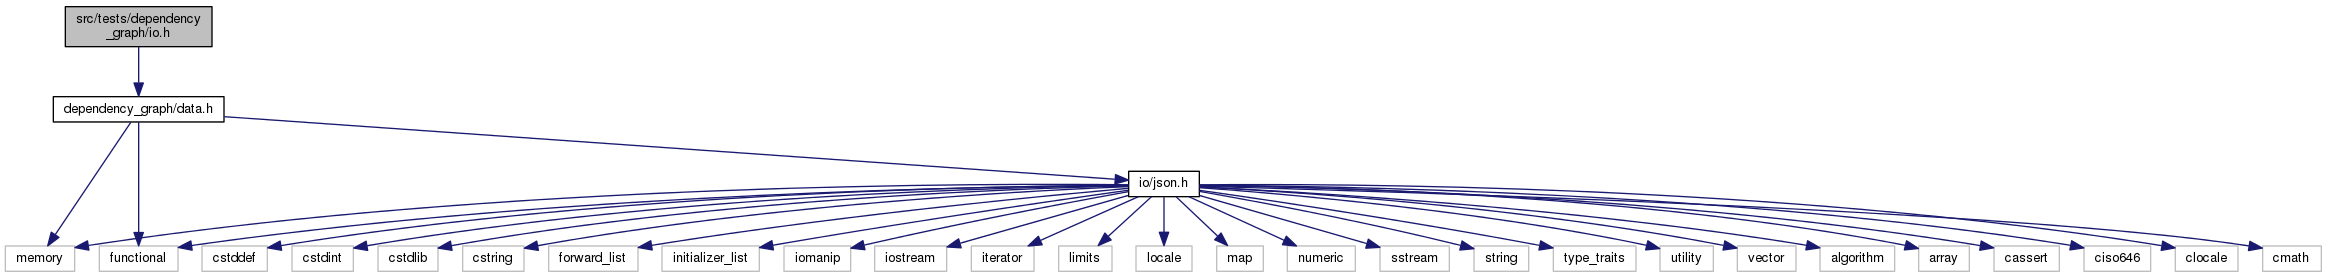 src/tests/dependency
_graph/io.h
dependency_graph/data.h
io/json.h
memory
functional
cstddef
cstdint
cstdlib
cstring
forward_list
initializer_list
iomanip
iostream
iterator
limits
locale
map
numeric
sstream
string
type_traits
utility
vector
algorithm
array
cassert
ciso646
clocale
cmath